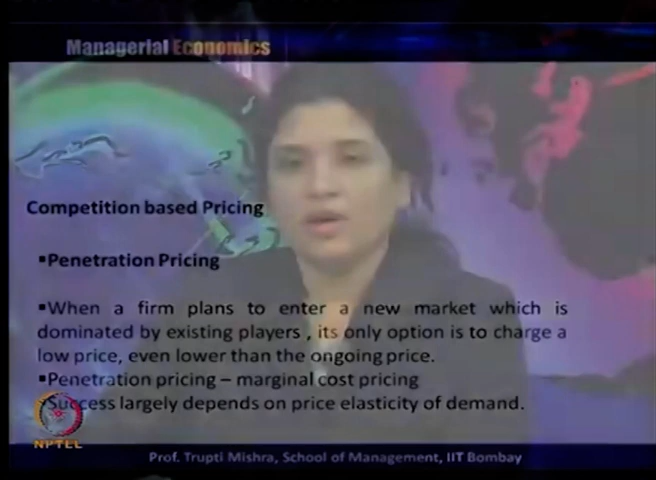 Managerial Economics
Competition based Pricing
▪Penetration Pricing
▪When a firm plans to enter a new market which is
dominated by existing players , its only option is to charge a
low price, even lower than the ongoing price.
▪Penetration pricing – marginal cost pricing
▪Success largely depends on price elasticity of demand.
NPTEL
Prof. Trupti Mishra, School of Management, IIT Bombay